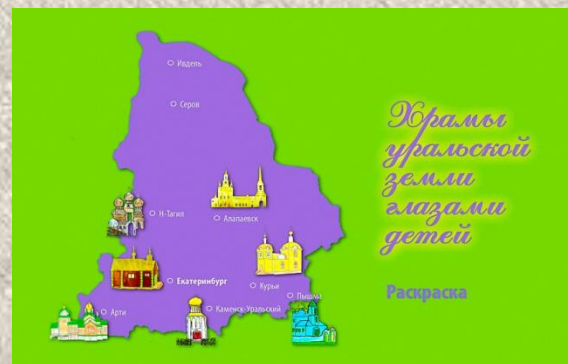 Ивдель
Серов
Храмы
уральской
земли
глазами
детей
Н-Тагил
Алапаевск
Екатеринбург
Курьи
Пышма
Раскраска
Каменск-Уральский
Арти